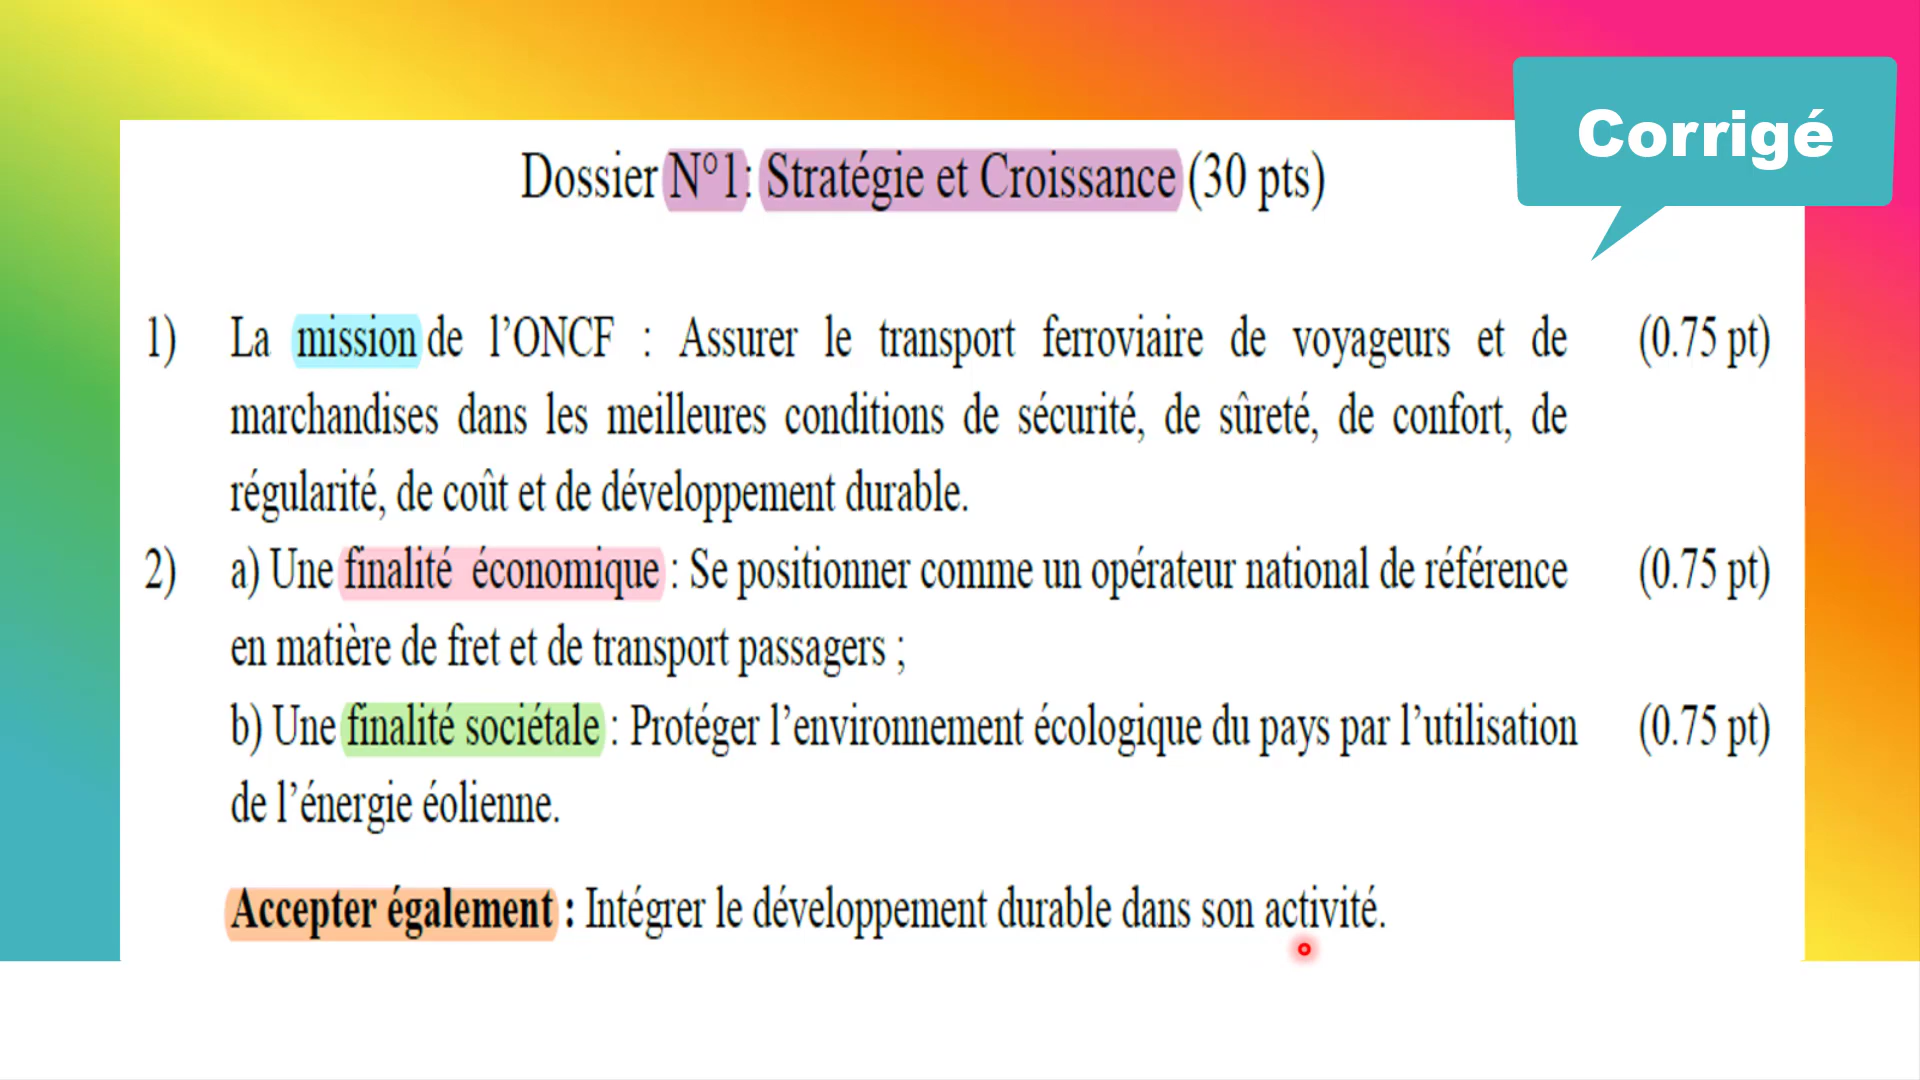 Corrigé
Dossier N°1: Stratégie et Croissance (30 pts)
1) La mission de l’ONCF : Assurer le transport ferroviaire de voyageurs et de (0.75 pt)
marchandises dans les meilleures conditions de sécurité, de sûreté, de confort, de
régularité, de coût et de développement durable.
2) a) Une finalité économique : Se positionner comme un opérateur national de référence (0.75 pt)
en matière de fret et de transport passagers ;
b) Une finalité sociétale : Protéger l’environnement écologique du pays par l’utilisation (0.75 pt)
de l’énergie éolienne.
Accepter également : Intégrer le développement durable dans son activité.